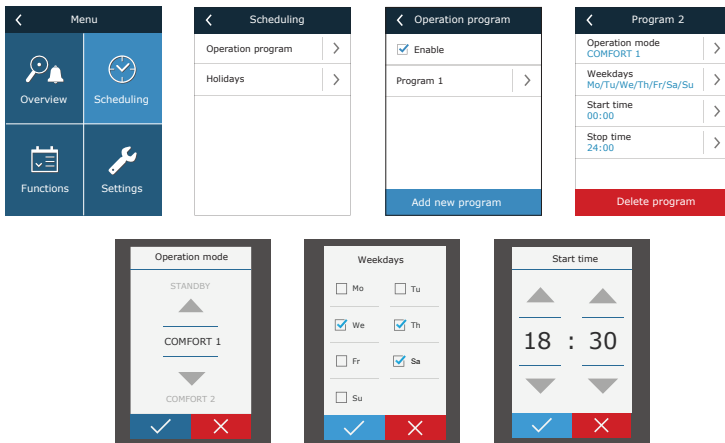 Menu
Overview
Scheduling
Functions
Settings
Scheduling
Operation program
Holidays
Operation program
Enable
Program 1
Add new program
Program 2
Operation mode
COMFORT 1
Weekdays
Mo/Tu/We/Th/Fr/Sa/Su
Start time
00:00
Stop time
24:00
Delete program
Operation mode
STANDBY
COMFORT 1
COMFORT 2
Weekdays
Mo Tu
We Th
Fr Sa
Su
Start time
18 : 30